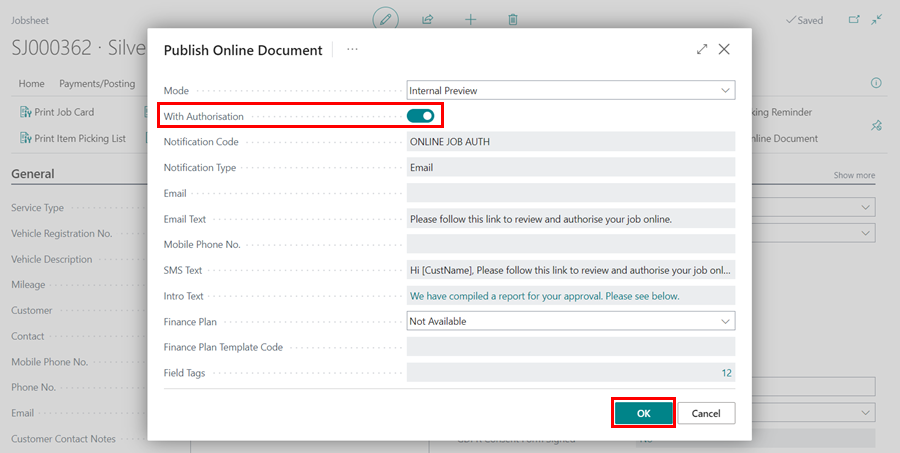 Jobsheet
Saved
SJ000362 · Silve
Publish Online Document
Home Payments/Posting
Mode Internal Preview
Print Job Card
king Reminder
With Authorisation
Print Item Picking List
nline Document
Notification Code ONLINE JOB AUTH
Notification Type Email
General
Show more
Email
Service Type
Email Text Please follow this link to review and authorise your job online.
Vehicle Registration No.
Mobile Phone No.
Vehicle Description
SMS Text Hi [CustName], Please follow this link to review and authorise your job onl...
Mileage
Intro Text We have compiled a report for your approval. Please see below.
Customer
Finance Plan Not Available
Contact
Finance Plan Template Code
Mobile Phone No.
Field Tags 12
Phone No.
Email
OK Cancel
Customer Contact Notes